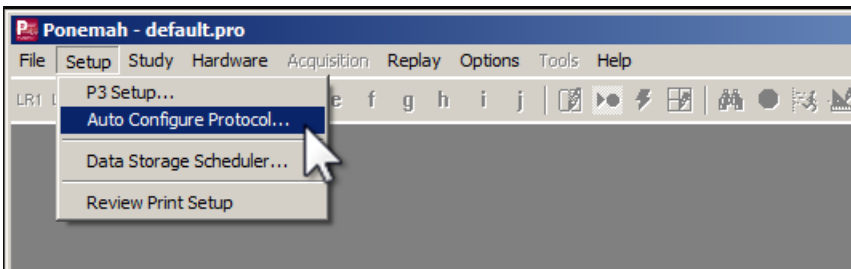 Ponemah - default.pro
File Setup Study Hardware Acquisition Replay Options Tools Help
LR1 e f g h i j
P3 Setup...
Auto Configure Protocol...
Data Storage Scheduler...
Review Print Setup